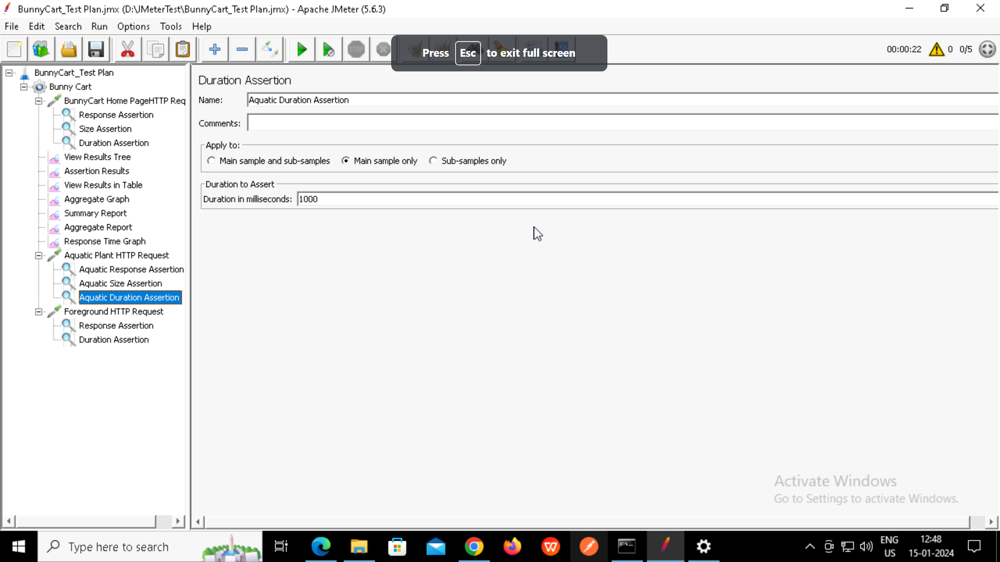 BunnyCart_Test Plan.jmx (D:\JMeterTest\BunnyCart_Test Plan.jmx) - Apache JMeter (5.6.3)
File Edit Search Run Options Tools Help
STOP
Press Esc to exit full screen
00:00:22 0 0/5
BunnyCart_Test Plan
Bunny Cart
BunnyCart Home PageHTTP Req
Response Assertion
Size Assertion
Duration Assertion
View Results Tree
Assertion Results
View Results in Table
Aggregate Graph
Summary Report
Aggregate Report
Response Time Graph
Aquatic Plant HTTP Request
Aquatic Response Assertion
Aquatic Size Assertion
Aquatic Duration Assertion
Foreground HTTP Request
Response Assertion
Duration Assertion
Duration Assertion
Name: Aquatic Duration Assertion
Comments:
Apply to:
Main sample and sub-samples Main sample only Sub-samples only
Duration to Assert
Duration in milliseconds: 1000
Activate Windows
Go to Settings to activate Windows.
Type here to search
ENG
US
12:48
15-01-2024